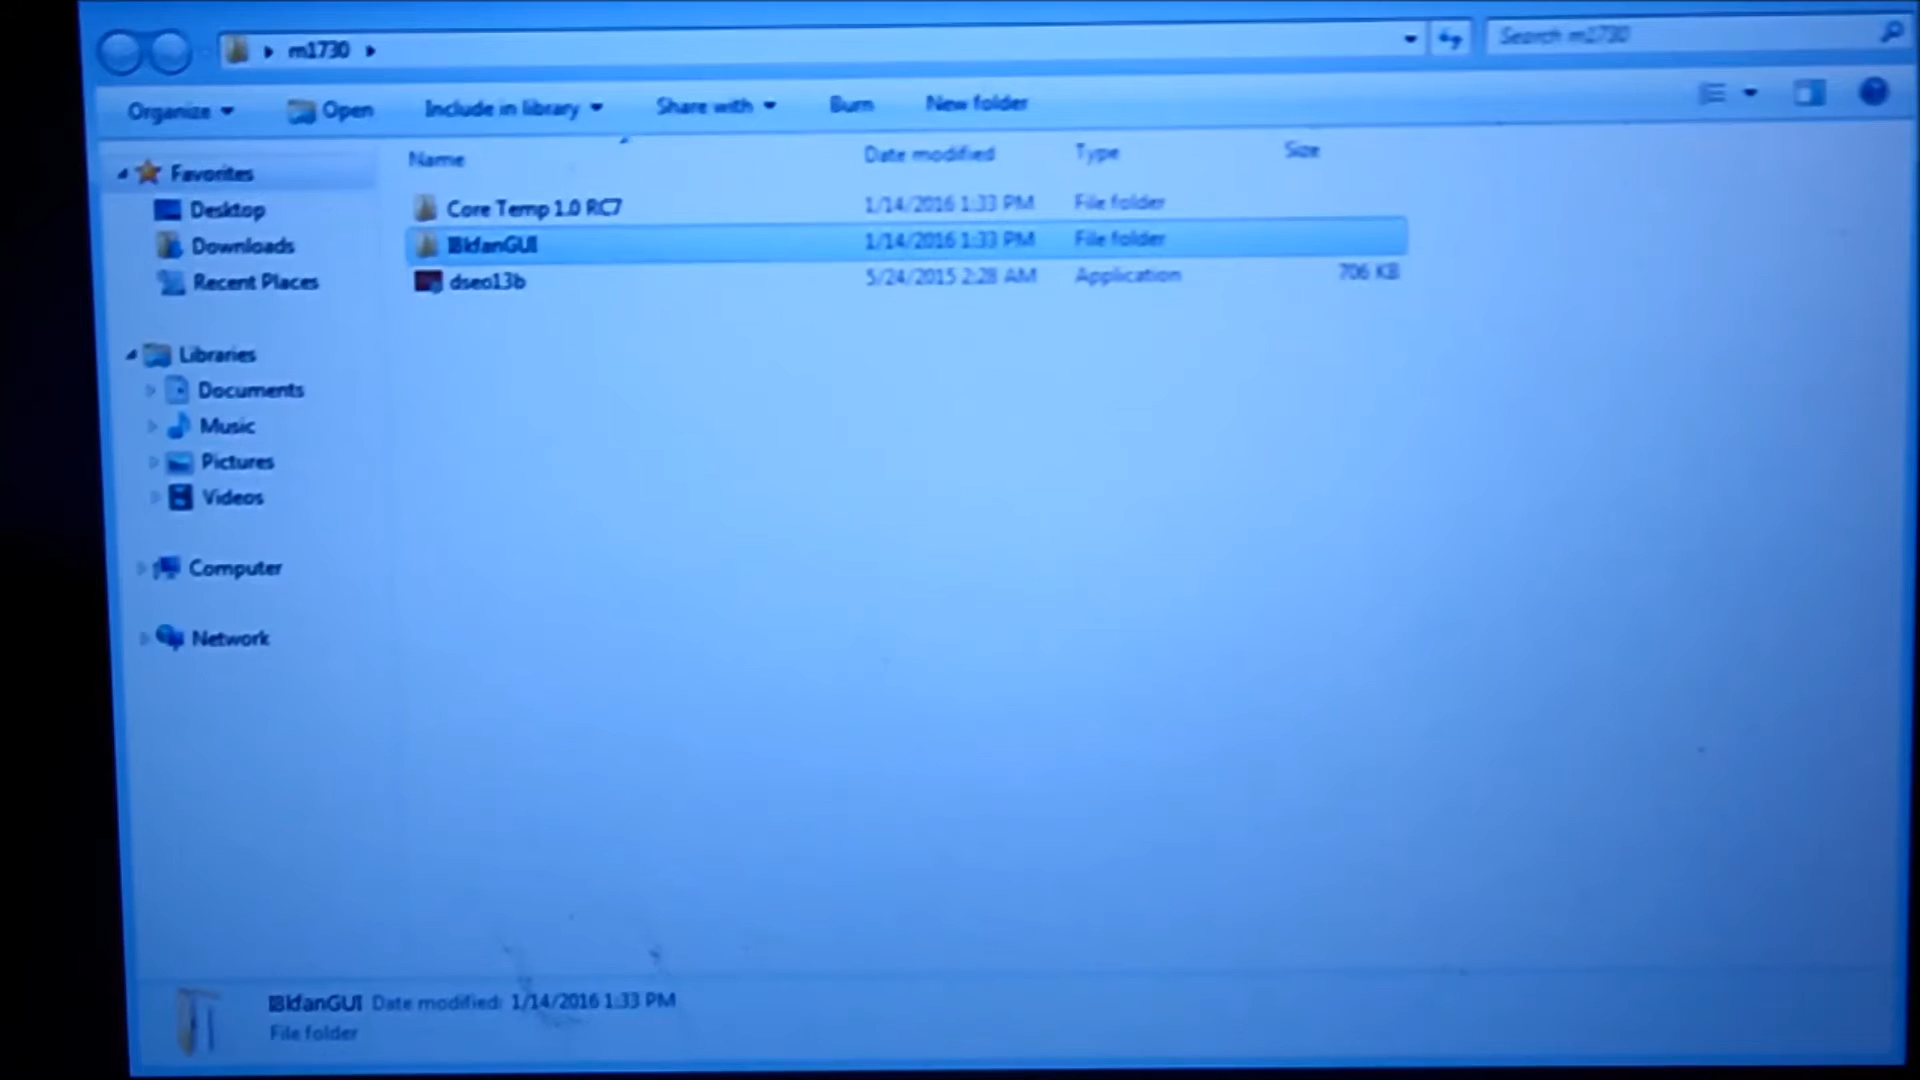 m1730
Search m1730
Organize Open Include in library Share with Burn New folder
Name Date modified Type Size
Favorites
Desktop
Downloads
Recent Places
Libraries
Documents
Music
Pictures
Videos
Computer
Network
Core Temp 1.0 RC7 1/14/2016 1:33 PM File folder
I8kfanGUI 1/14/2016 1:33 PM File folder
dseo13b 5/24/2015 2:28 AM Application 706 KB
I8kfanGUI Date modified: 1/14/2016 1:33 PM
File folder